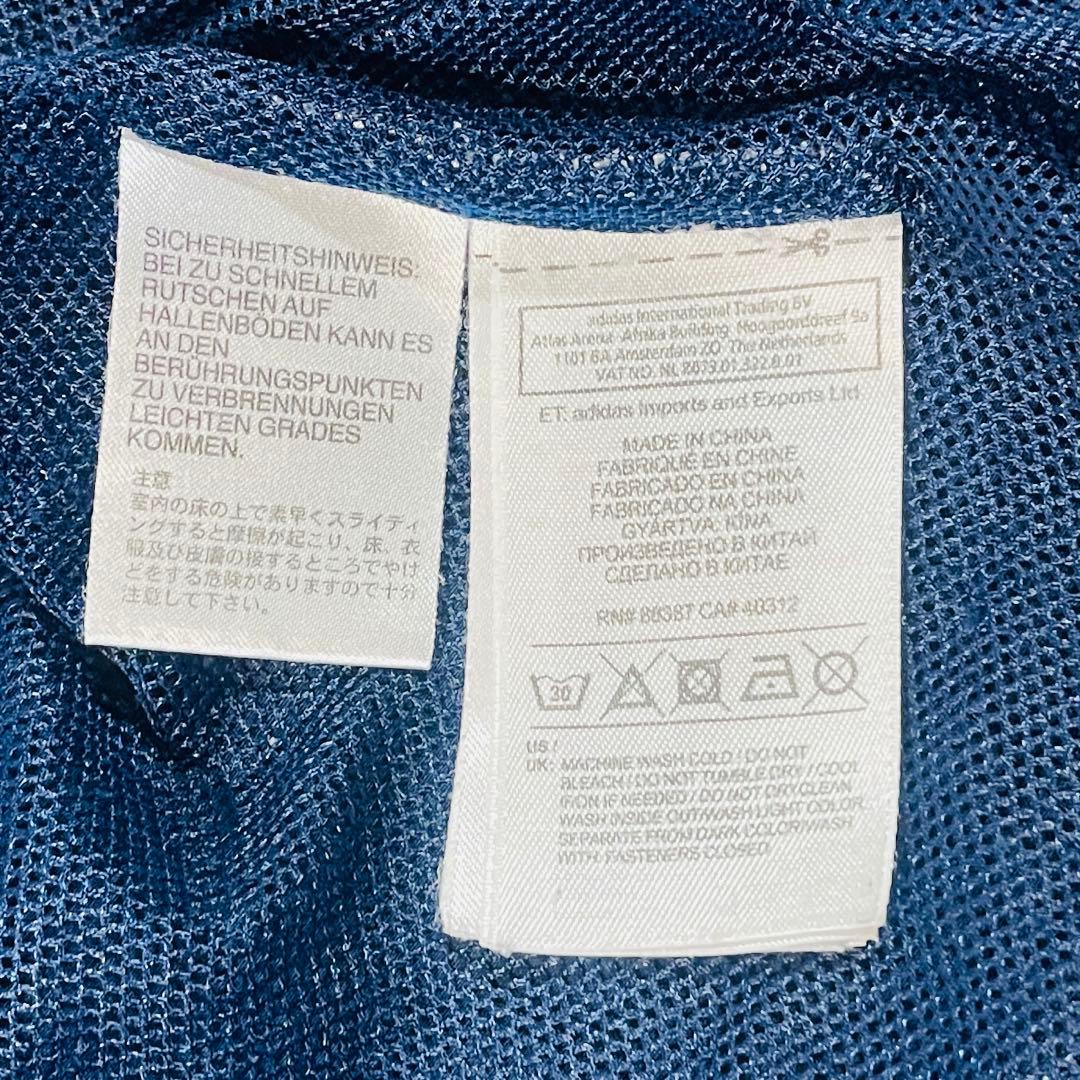 SICHERHEITSHINWEIS:
BEI ZU SCHNELLEM
RUTSCHEN AUF
HALLENBÖDEN KANN ES
AN DEN
BERÜHRUNGSPUNKTEN
ZU VERBRENNUNGEN
LEICHTEN GRADES
KOMMEN.
注意
室内の床の上で素早くスライディ
ングすると摩擦が起こり、床、衣
服及び皮膚の接するところでやけ
どをする危険がありますので十分
注意して下さい。
adidas International Trading BV
Atlas Arena Afrika Building Hoogoorddreef 9a
1101 BA Amsterdam ZO The Netherlands
VAT NO. NL 8073.01.522.B.01
ET: adidas Imports and Exports Ltd
MADE IN CHINA
FABRIQUÉ EN CHINE
FABRICADO EN CHINA
FABRICADO NA CHINA
GYÁRTVA: KÍNA
ПРОИЗВЕДЕНО В КИТАЙ
СДЕЛАНО В КИТАЕ
RN# 88387 CA# 40312
30
US /
UK: MACHINE WASH COLD / DO NOT
BLEACH / DO NOT TUMBLE DRY / COOL
IRON IF NEEDED / DO NOT DRYCLEAN
WASH INSIDE OUT/WASH LIGHT COLOR
SEPARATE FROM DARK COLOR/WASH
WITH FASTENERS CLOSED